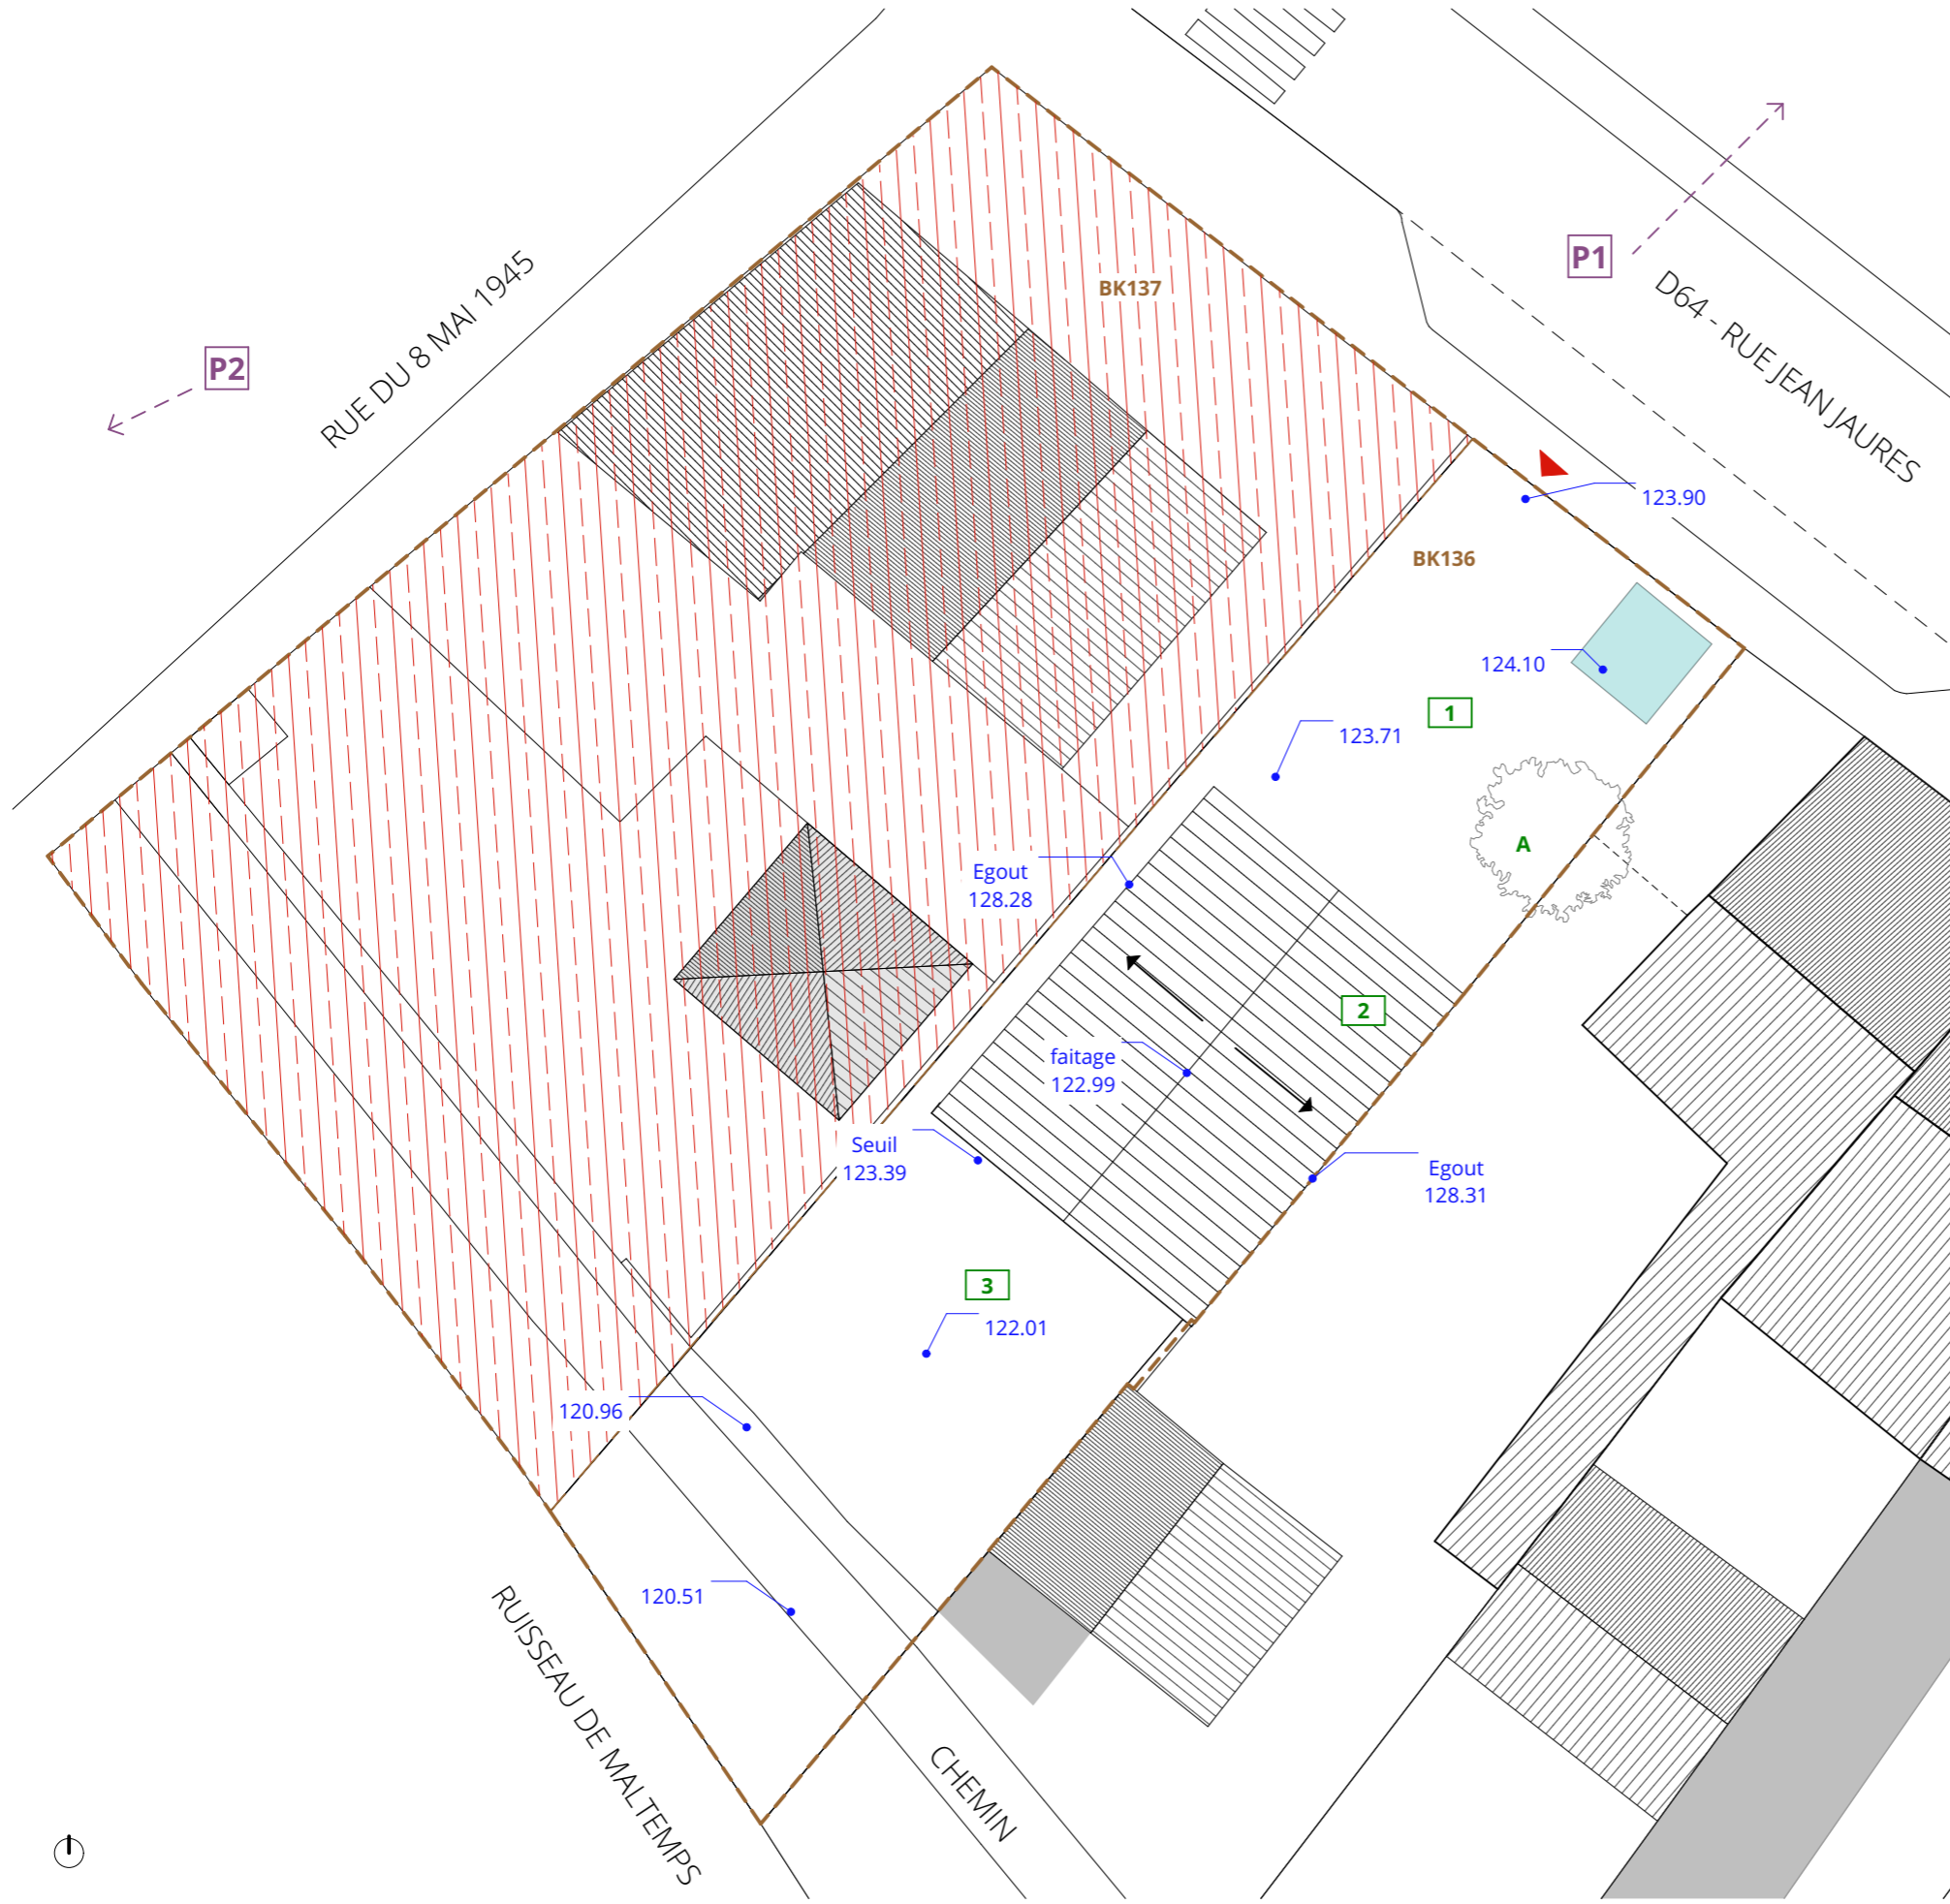 P1
D64 - RUE JEAN JAURES
BK137
RUE DU 8 MAI 1945
P2
123.90
BK136
124.10
1
123.71
A
Egout
128.28
2
faitage
122.99
Seuil
123.39
Egout
128.31
3
122.01
120.96
120.51
RUISSEAU DE MALTEMPS
CHEMIN